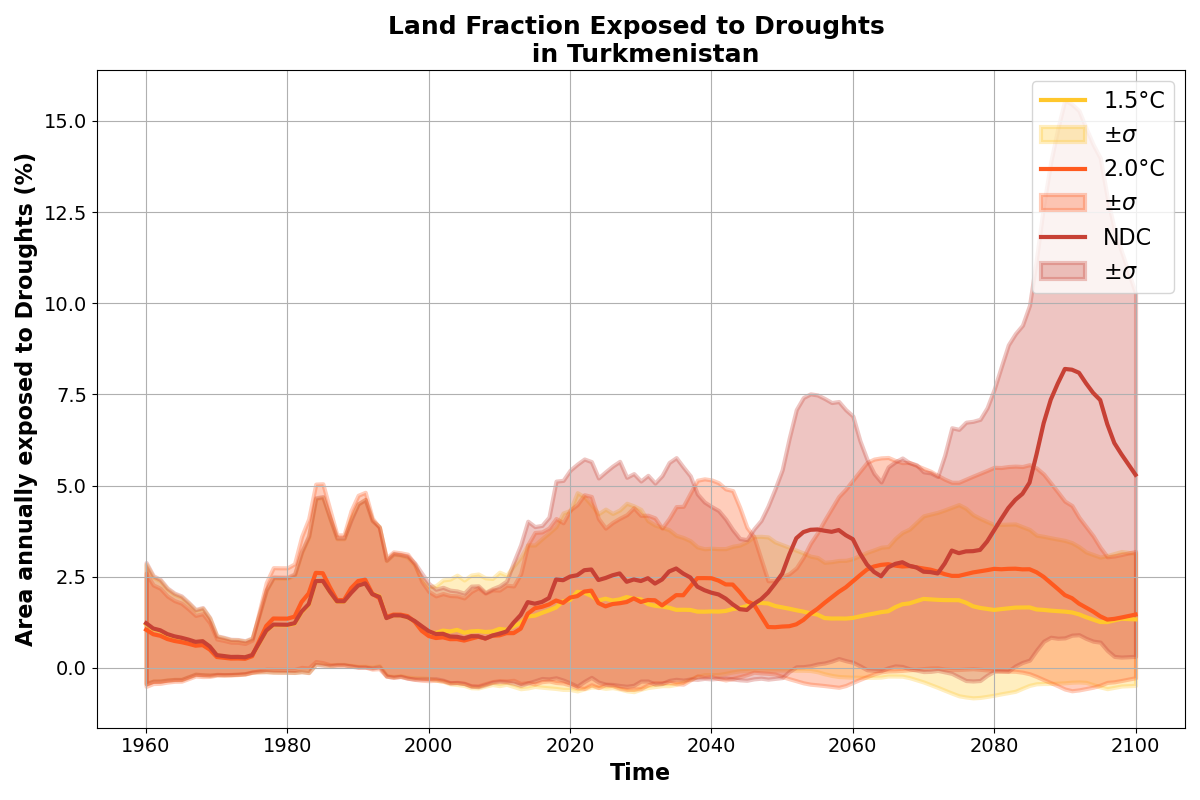 Land Fraction Exposed to Droughts
in Turkmenistan
Area annually exposed to Droughts (%)
15.0
12.5
10.0
7.5
5.0
2.5
0.0
1.5°C
±σ
2.0°C
±σ
NDC
±σ
1960
1980
2000
2020
2040
2060
2080
2100
Time